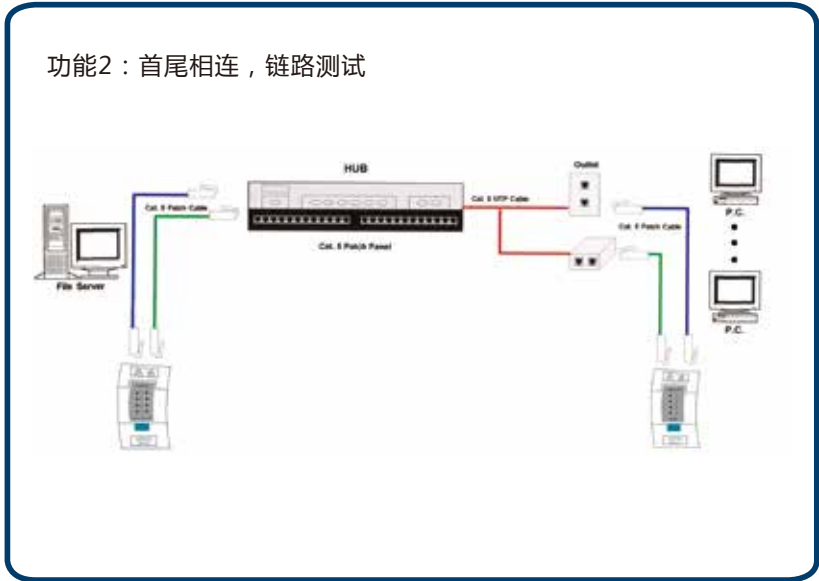 功能2：首尾相连，链路测试
HUB
Outlet
Cat. 5 Patch Cable
Cat. 5 UTP Cable
Cat. 5 Patch Cable
P.C.
Cat. 5 Patch Panel
File Server
P.C.